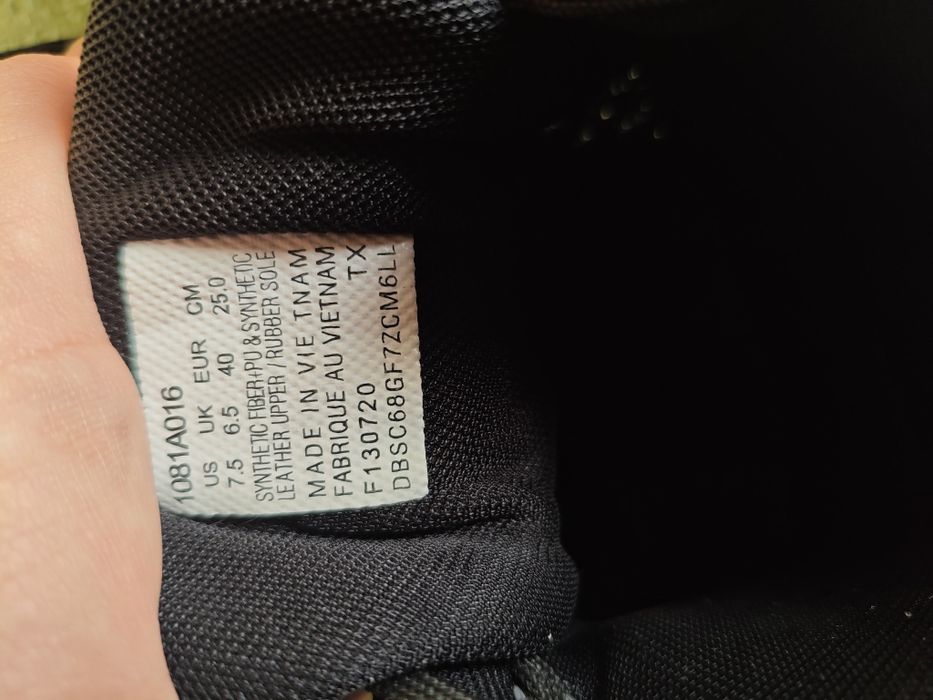 1081A016
US UK EUR CM
7.5 6.5 40 25.0
SYNTHETIC FIBER+PU & SYNTHETIC
LEATHER UPPER / RUBBER SOLE
MADE IN VIETNAM
FABRIQUE AU VIETNAM
F130720 TX
DBSC68GF7ZCM6LL